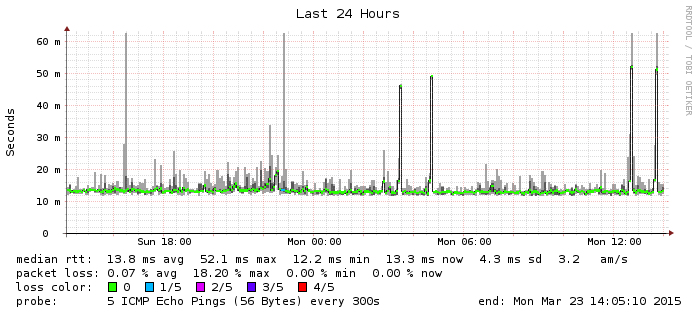 Last 24 Hours
RRDTOOL / TOBI OETIKER
Seconds
60 m
50 m
40 m
30 m
20 m
10 m
0
Sun 18:00 Mon 00:00 Mon 06:00 Mon 12:00
median rtt: 13.8 ms avg 52.1 ms max 12.2 ms min 13.3 ms now 4.3 ms sd 3.2 am/s
packet loss: 0.07 % avg 18.20 % max 0.00 % min 0.00 % now
loss color: 0 1/5 2/5 3/5 4/5
probe: 5 ICMP Echo Pings (56 Bytes) every 300s end: Mon Mar 23 14:05:10 2015